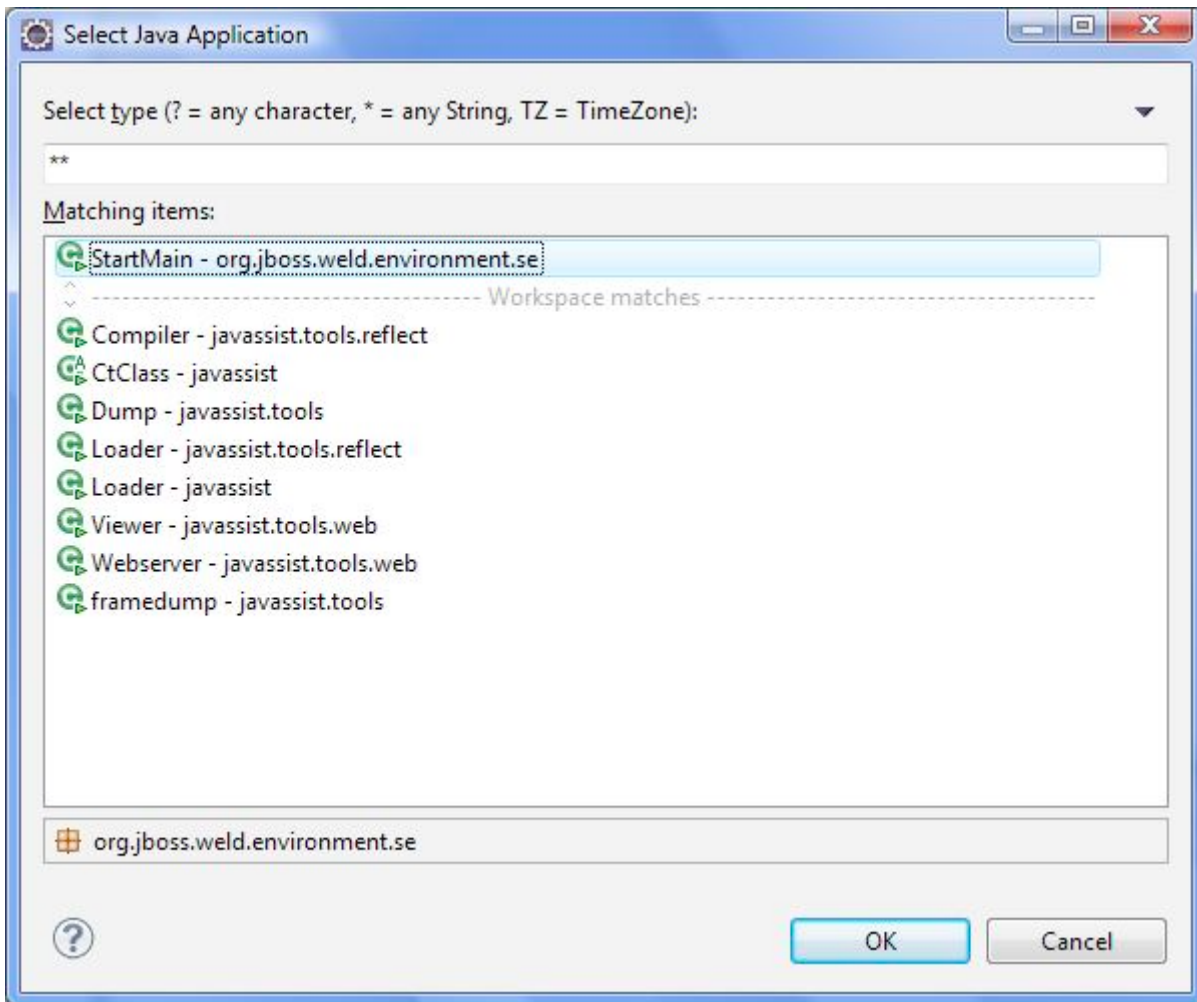 Select Java Application
Select type (? = any character, * = any String, TZ = TimeZone):
**
Matching items:
StartMain - org.jboss.weld.environment.se
-------------------------------------- Workspace matches --------------------------------------
Compiler - javassist.tools.reflect
CtClass - javassist
Dump - javassist.tools
Loader - javassist.tools.reflect
Loader - javassist
Viewer - javassist.tools.web
Webserver - javassist.tools.web
framedump - javassist.tools
org.jboss.weld.environment.se
OK Cancel